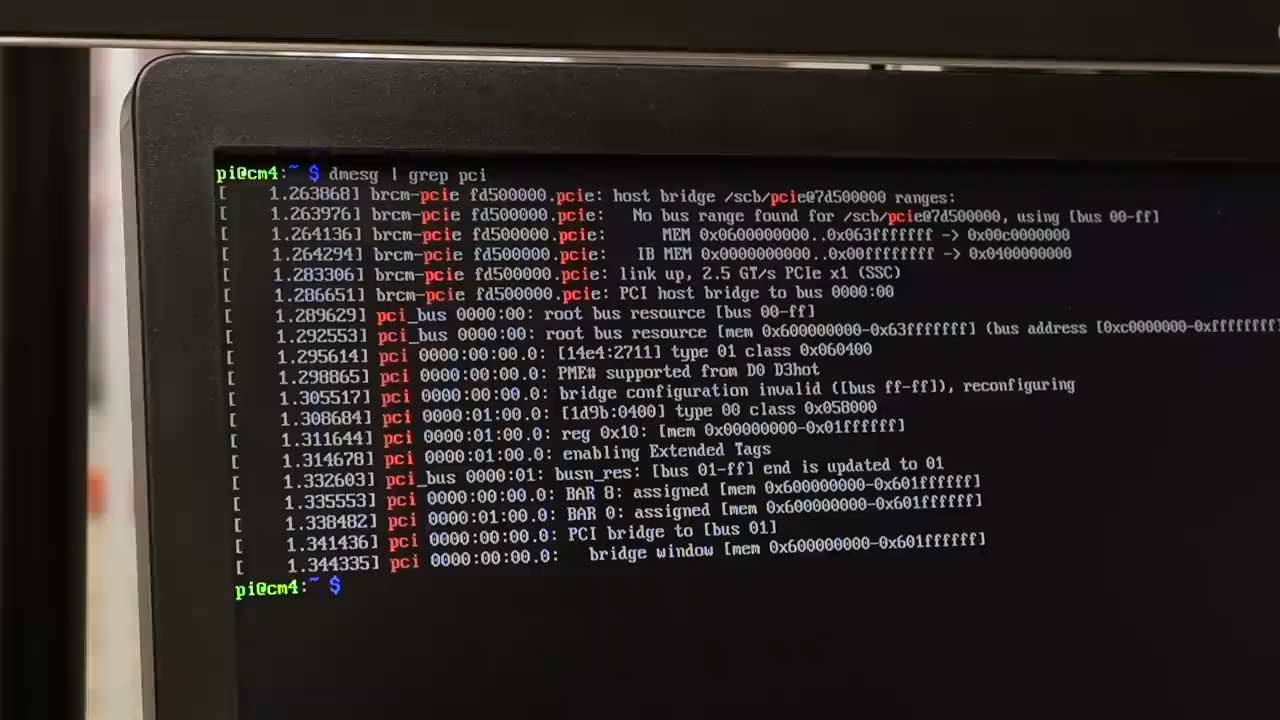 pi@cm4:~ $ dmesg | grep pci
[    1.263868] brcm-pcie fd500000.pcie: host bridge /scb/pcie@7d500000 ranges:
[    1.263976] brcm-pcie fd500000.pcie:   No bus range found for /scb/pcie@7d500000, using [bus 00-ff]
[    1.264136] brcm-pcie fd500000.pcie:      MEM 0x0600000000..0x063fffffff -> 0x00c0000000
[    1.264294] brcm-pcie fd500000.pcie:   IB MEM 0x0000000000..0x00ffffffff -> 0x0400000000
[    1.283306] brcm-pcie fd500000.pcie: link up, 2.5 GT/s PCIe x1 (SSC)
[    1.286651] brcm-pcie fd500000.pcie: PCI host bridge to bus 0000:00
[    1.289629] pci_bus 0000:00: root bus resource [bus 00-ff]
[    1.292553] pci_bus 0000:00: root bus resource [mem 0x600000000-0x63fffffff] (bus address [0xc0000000-0xffffffff]
[    1.295614] pci 0000:00:00.0: [14e4:2711] type 01 class 0x060400
[    1.298865] pci 0000:00:00.0: PME# supported from D0 D3hot
[    1.305517] pci 0000:00:00.0: bridge configuration invalid ([bus ff-ff]), reconfiguring
[    1.308684] pci 0000:01:00.0: [1d9b:0400] type 00 class 0x058000
[    1.311644] pci 0000:01:00.0: reg 0x10: [mem 0x00000000-0x01ffffff]
[    1.314678] pci 0000:01:00.0: enabling Extended Tags
[    1.332603] pci_bus 0000:01: busn_res: [bus 01-ff] end is updated to 01
[    1.335553] pci 0000:00:00.0: BAR 8: assigned [mem 0x600000000-0x601ffffff]
[    1.338482] pci 0000:01:00.0: BAR 0: assigned [mem 0x600000000-0x601ffffff]
[    1.341436] pci 0000:00:00.0: PCI bridge to [bus 01]
[    1.344335] pci 0000:00:00.0:   bridge window [mem 0x600000000-0x601ffffff]
pi@cm4:~ $